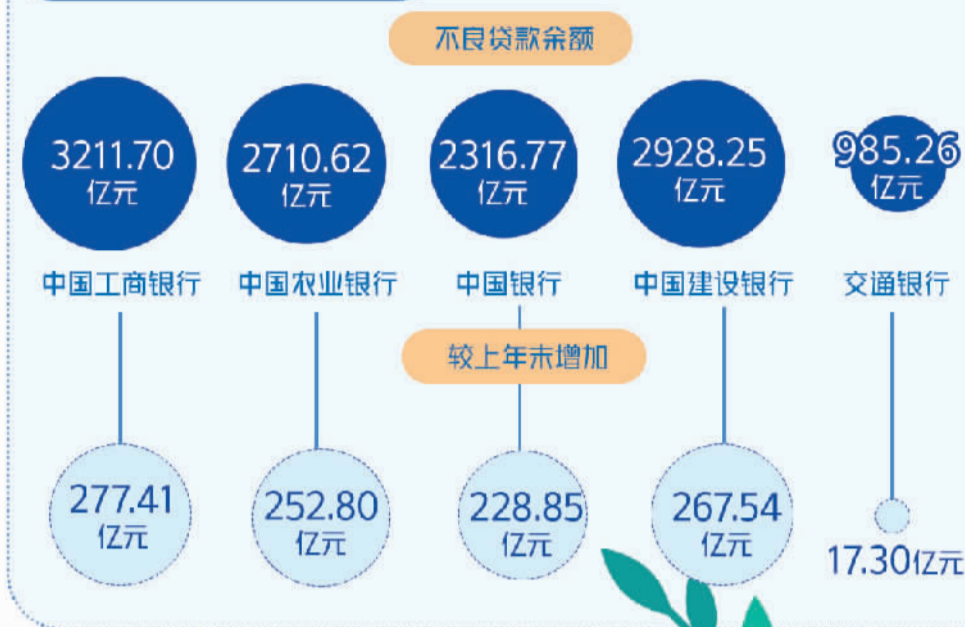 不良贷款余额
3211.70
亿元
2710.62
亿元
2316.77
亿元
2928.25
亿元
985.26
亿元
中国工商银行
中国农业银行
中国银行
中国建设银行
交通银行
较上年末增加
277.41
亿元
252.80
亿元
228.85
亿元
267.54
亿元
17.30亿元